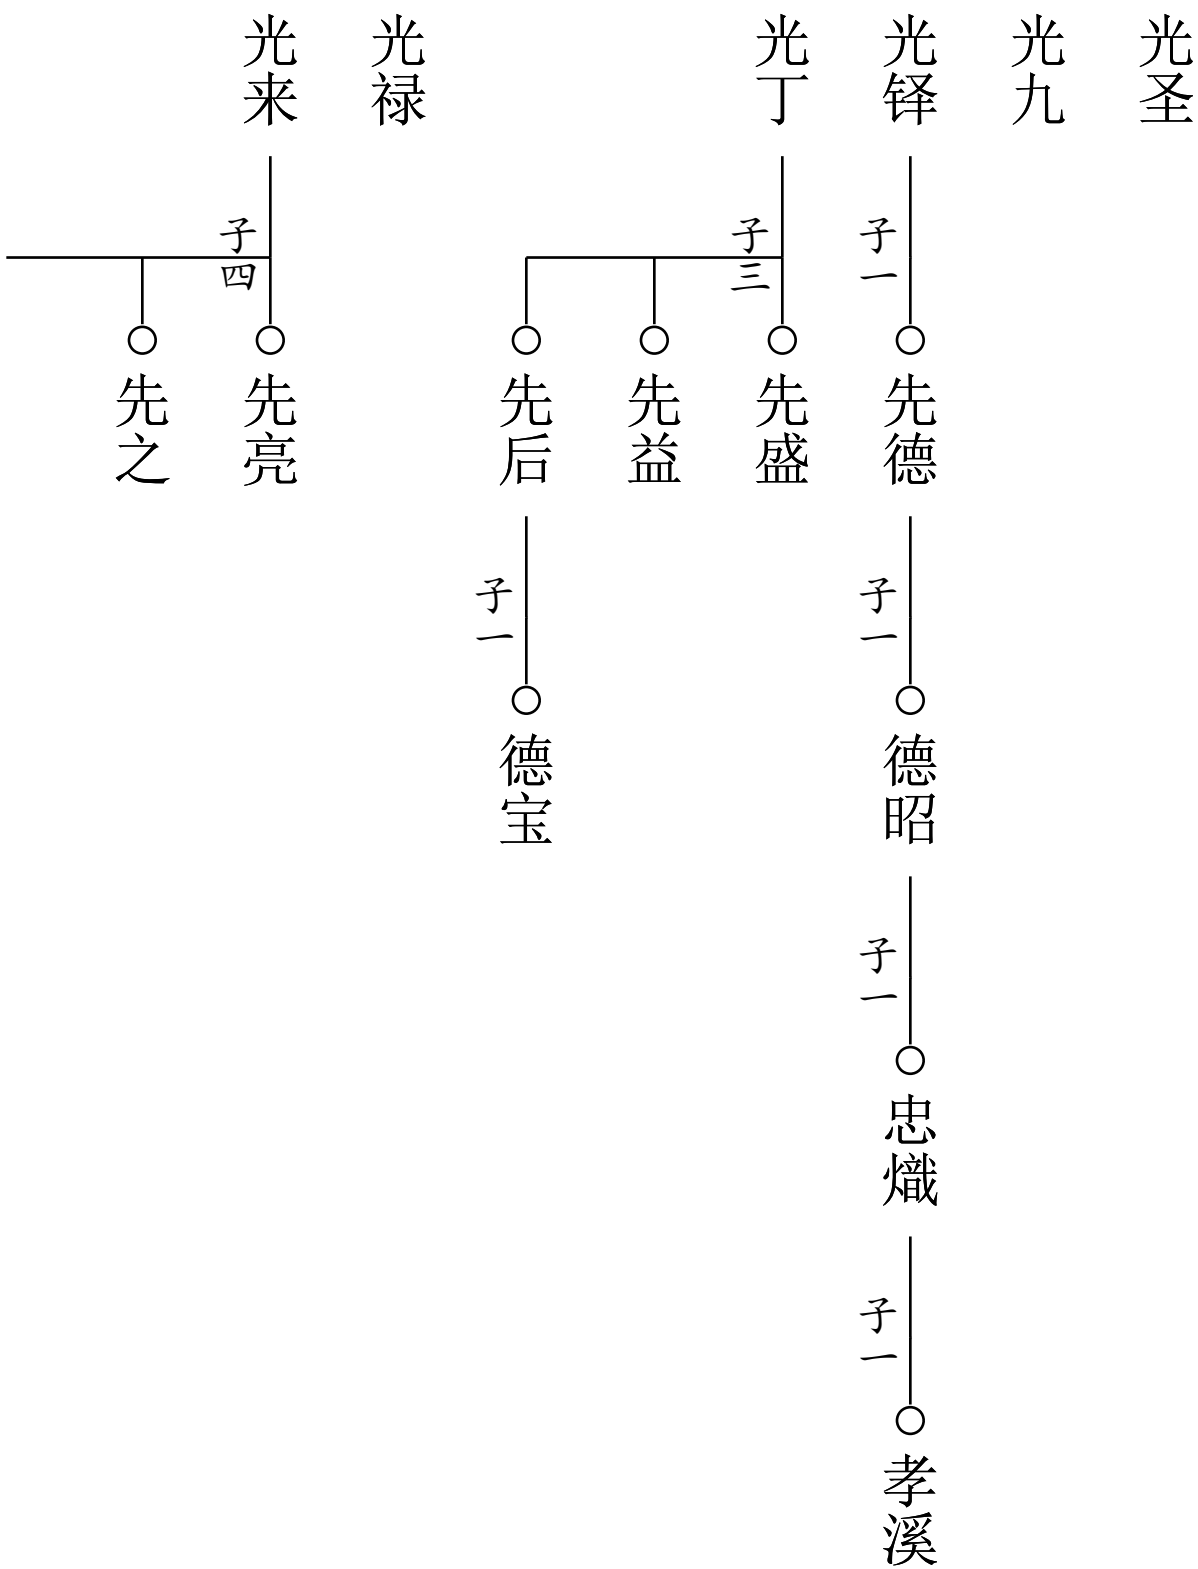 光圣
光九
光铎
光丁
光禄
光来
子一
子三
子四
先德
先盛
先益
先后
先亮
先之
子一
子一
德昭
德宝
子一
忠熾
子一
孝溪